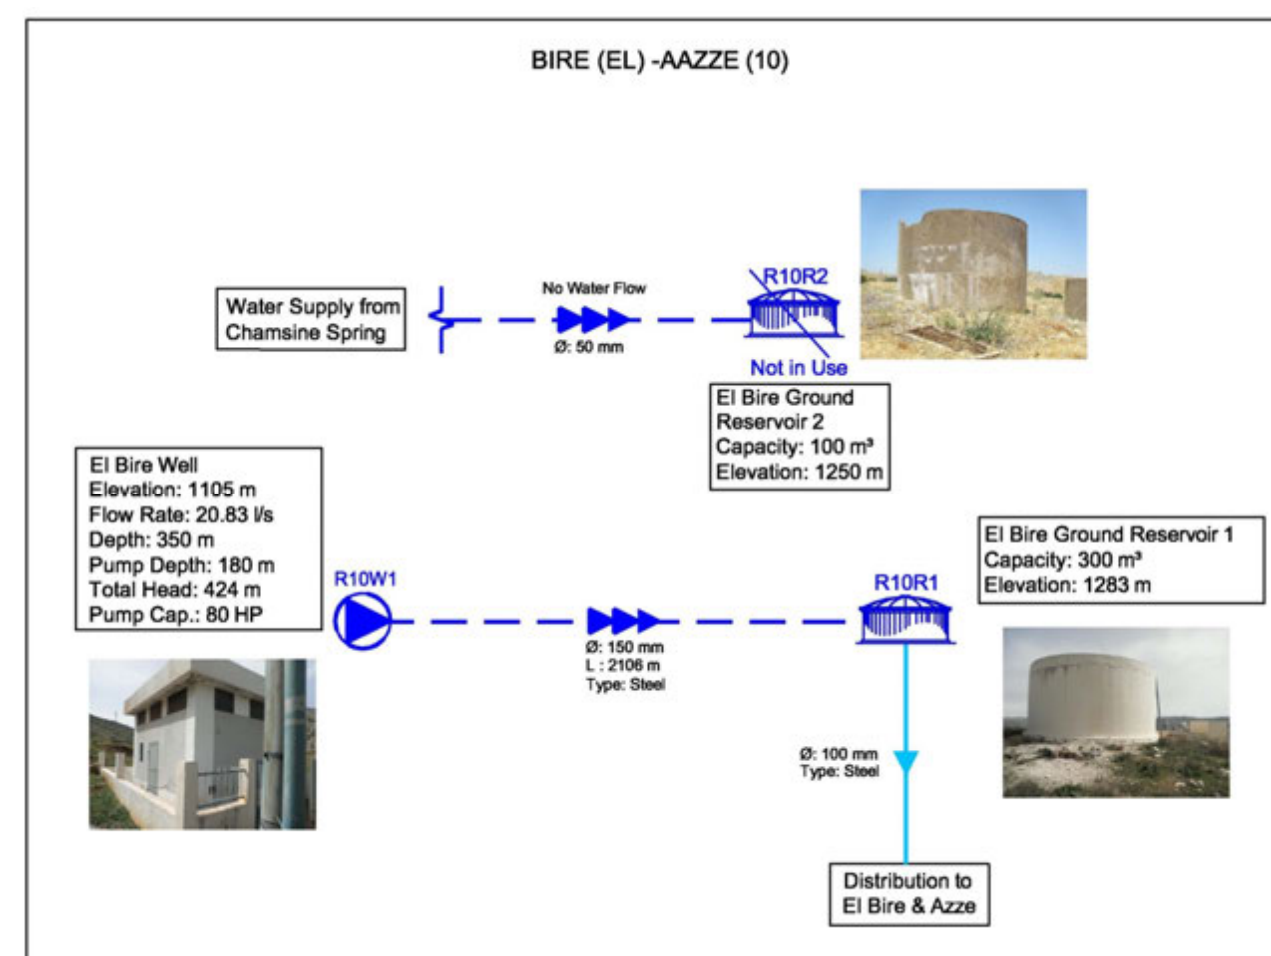 BIRE (EL) -AAZZE (10)
R10R2
No Water Flow
Water Supply from
Chamsine Spring
Ø: 50 mm
Not in Use
El Bire Ground
Reservoir 2
Capacity: 100 m³
Elevation: 1250 m
El Bire Well
Elevation: 1105 m
Flow Rate: 20.83 l/s
Depth: 350 m
Pump Depth: 180 m
Total Head: 424 m
Pump Cap.: 80 HP
R10W1
Ø: 150 mm
L : 2106 m
Type: Steel
R10R1
El Bire Ground Reservoir 1
Capacity: 300 m³
Elevation: 1283 m
Ø: 100 mm
Type: Steel
Distribution to
El Bire & Azze